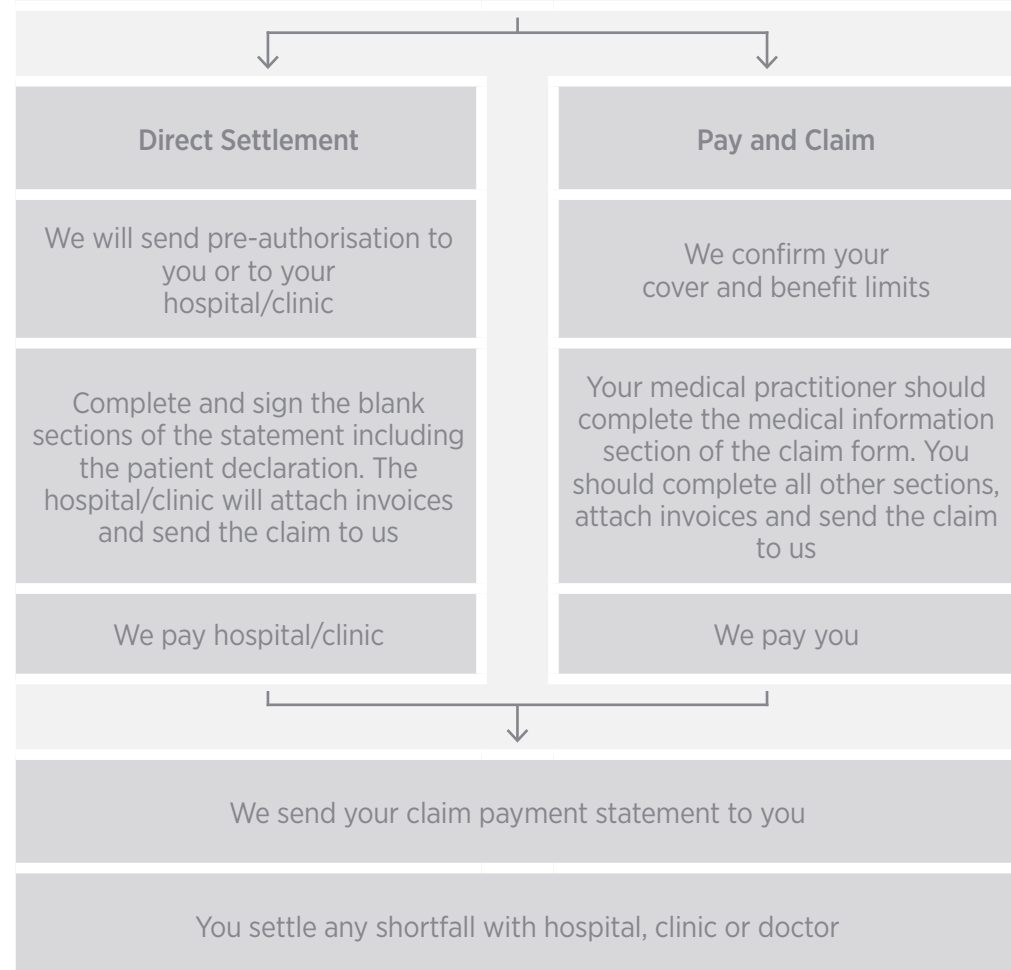 Direct Settlement
We will send pre-authorisation to
you or to your
hospital/clinic
Complete and sign the blank
sections of the statement including
the patient declaration. The
hospital/clinic will attach invoices
and send the claim to us
We pay hospital/clinic
Pay and Claim
We confirm your
cover and benefit limits
Your medical practitioner should
complete the medical information
section of the claim form. You
should complete all other sections,
attach invoices and send the claim
to us
We pay you
We send your claim payment statement to you
You settle any shortfall with hospital, clinic or doctor